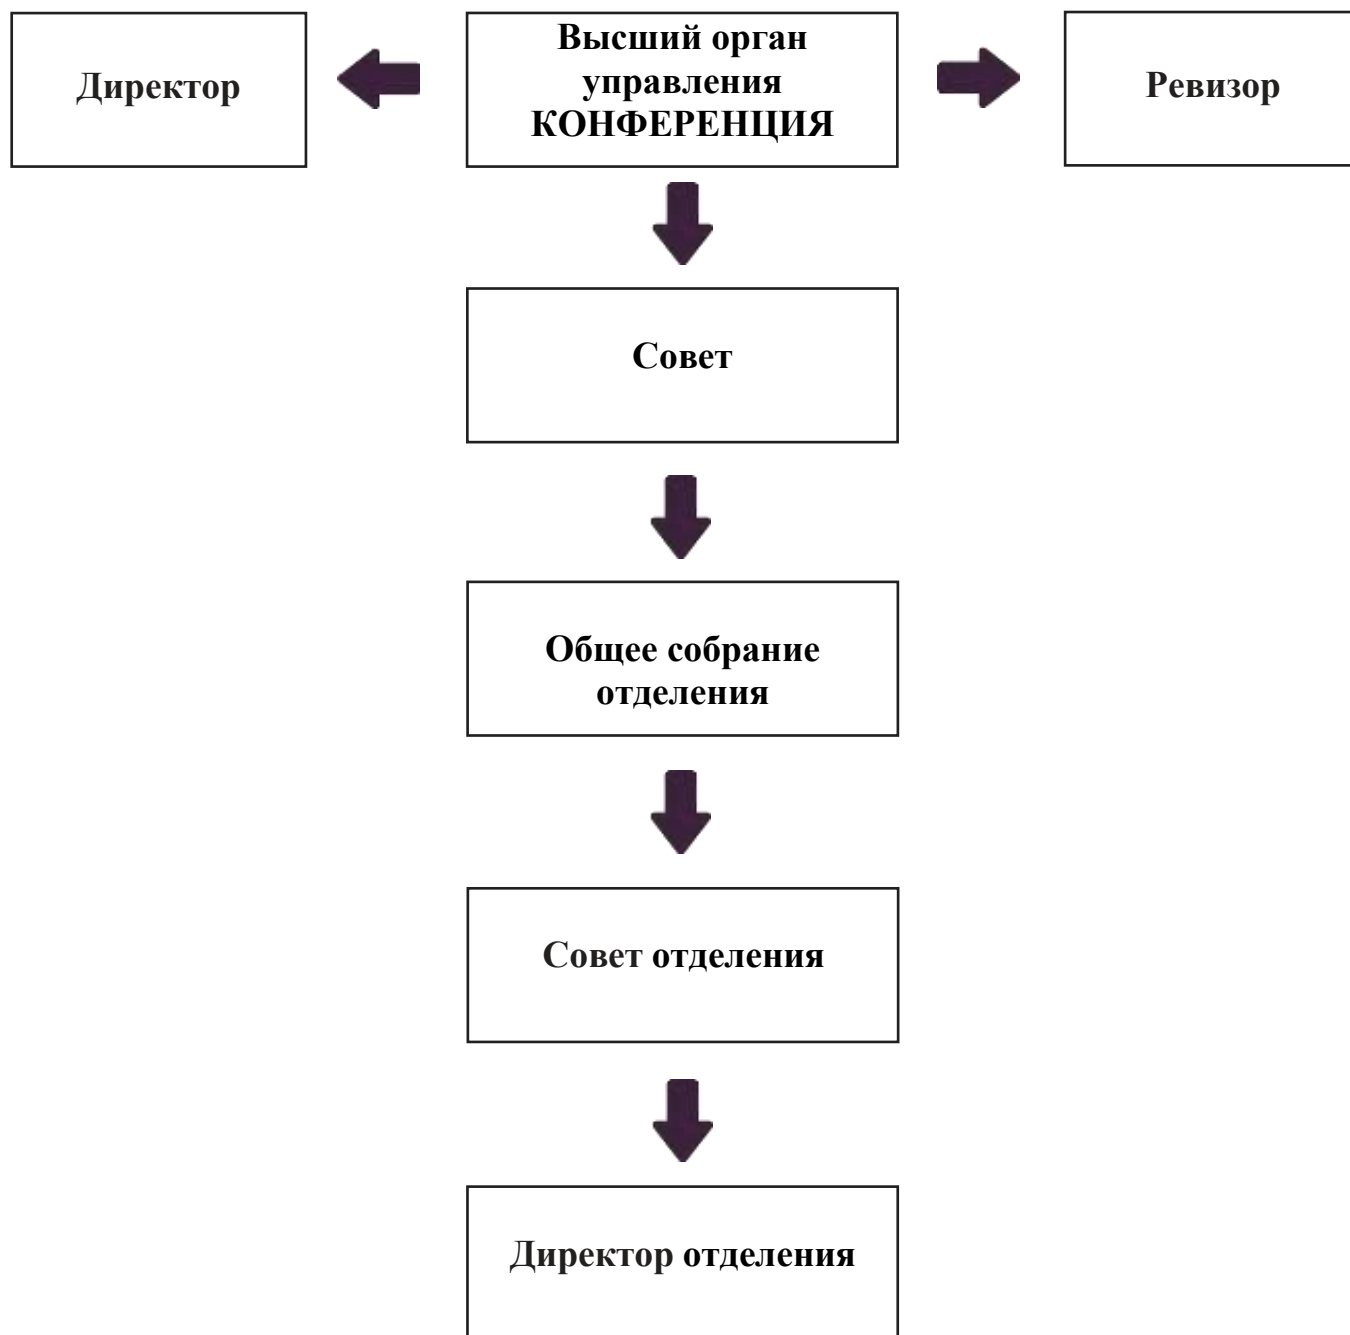 Директор
Высший орган
управления
КОНФЕРЕНЦИЯ
Ревизор
Совет
Общее собрание
отделения
Совет отделения
Директор отделения